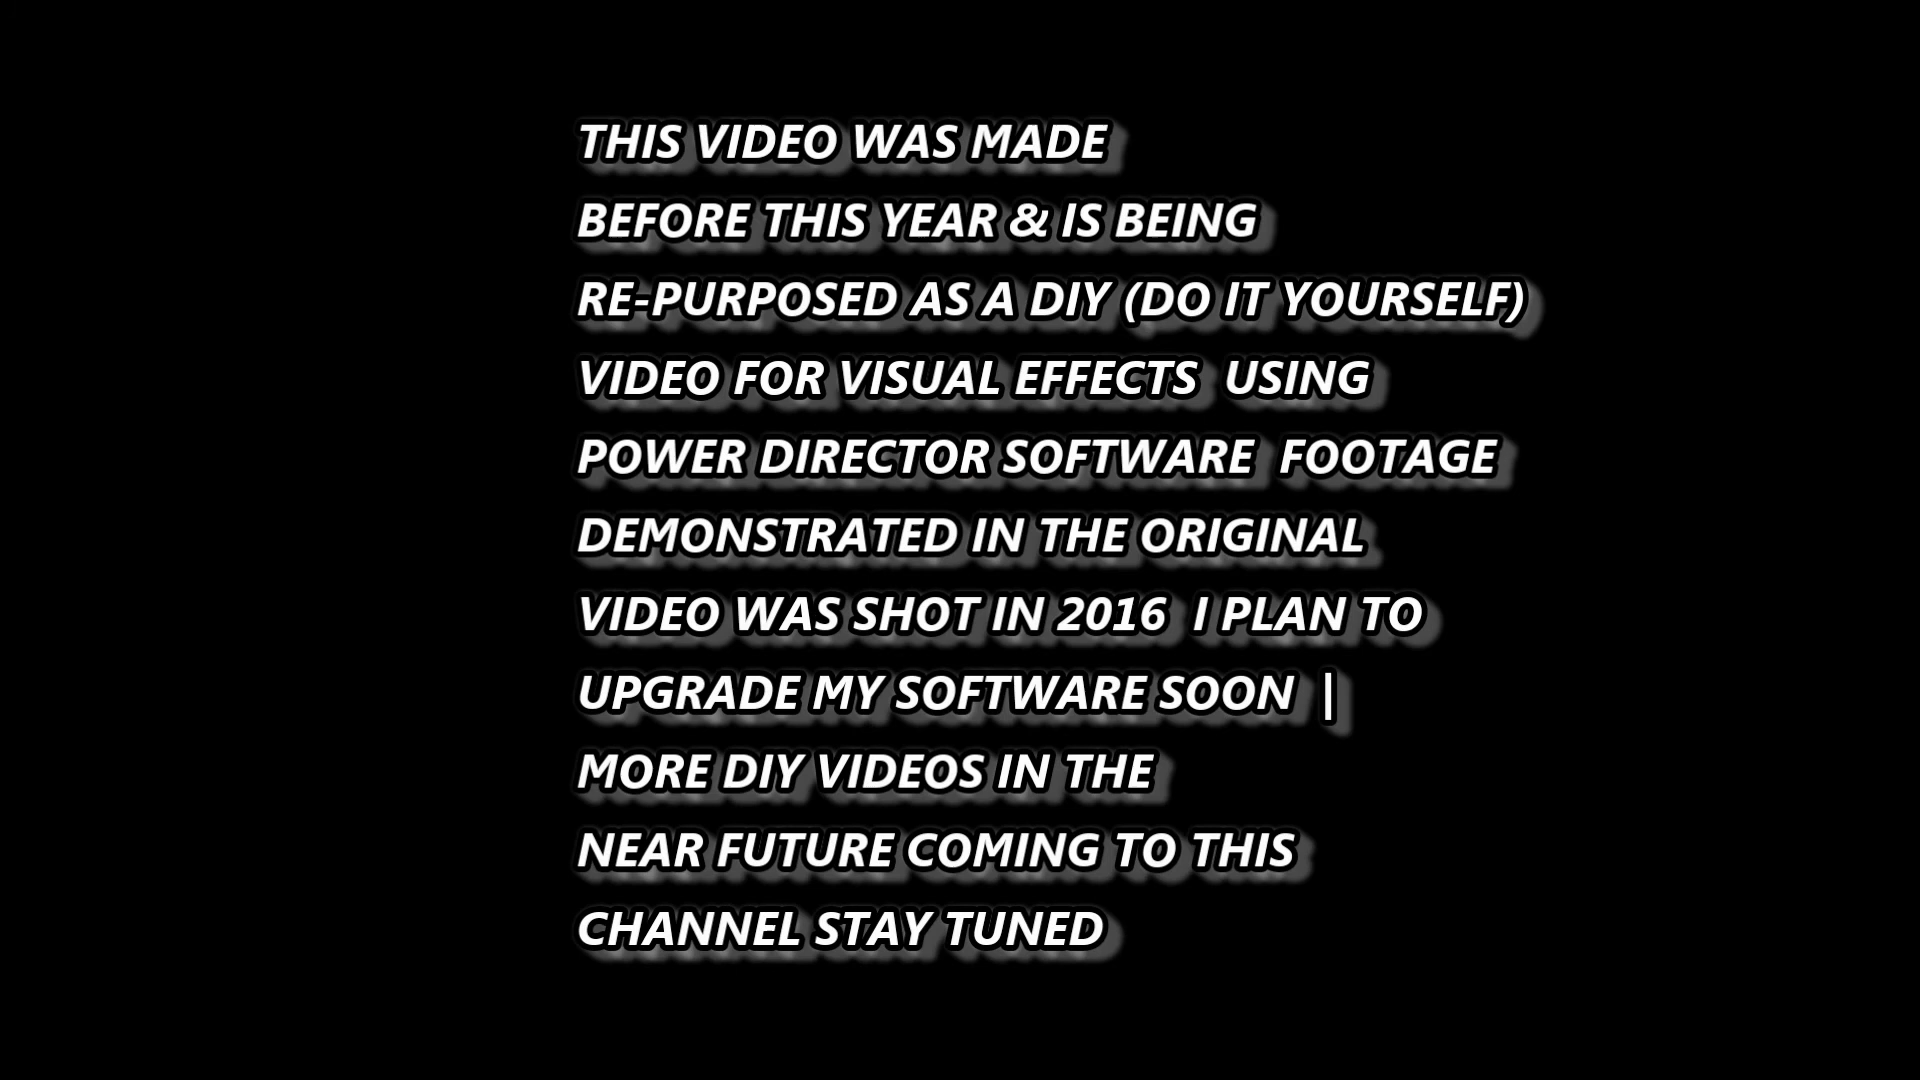 THIS VIDEO WAS MADE
BEFORE THIS YEAR & IS BEING
RE-PURPOSED AS A DIY (DO IT YOURSELF)
VIDEO FOR VISUAL EFFECTS  USING
POWER DIRECTOR SOFTWARE  FOOTAGE
DEMONSTRATED IN THE ORIGINAL
VIDEO WAS SHOT IN 2016  I PLAN TO
UPGRADE MY SOFTWARE SOON  |
MORE DIY VIDEOS IN THE
NEAR FUTURE COMING TO THIS
CHANNEL STAY TUNED